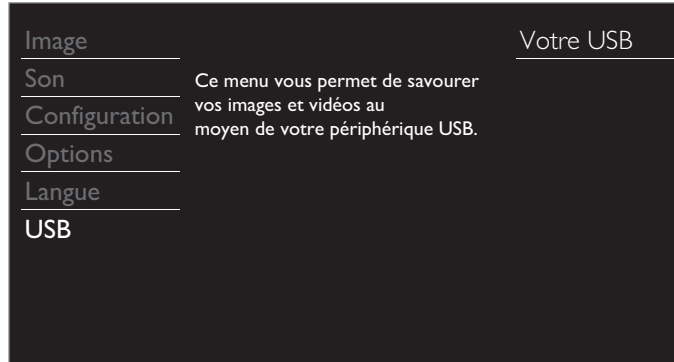 Image
Son
Configuration
Options
Langue
USB
Ce menu vous permet de savourer
vos images et vidéos au
moyen de votre périphérique USB.
Votre USB